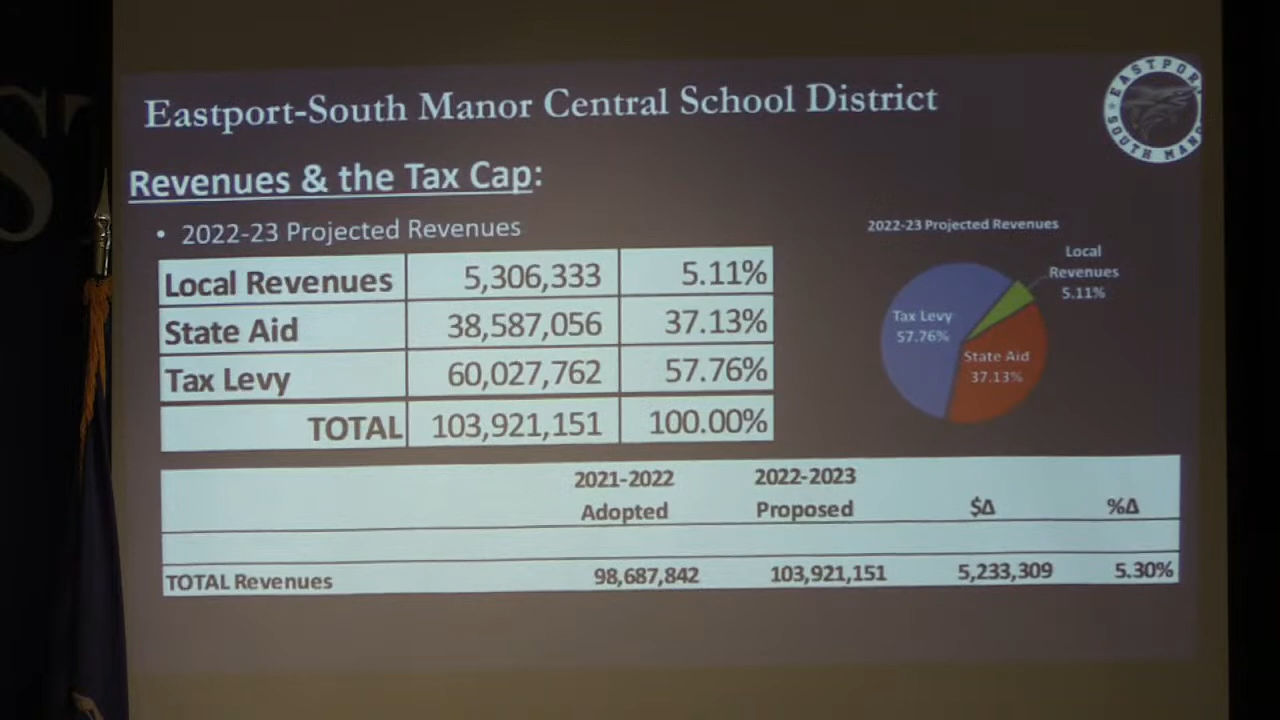 Eastport-South Manor Central School District
EASTPOR
SOUTH MANO
Revenues & the Tax Cap:
• 2022-23 Projected Revenues
Local Revenues 5,306,333 5.11%
State Aid 38,587,056 37.13%
Tax Levy 60,027,762 57.76%
TOTAL 103,921,151 100.00%
2022-23 Projected Revenues
Local
Revenues
5.11%
Tax Levy
57.76%
State Aid
37.13%
2021-2022 2022-2023
Adopted Proposed $Δ %Δ
TOTAL Revenues 98,687,842 103,921,151 5,233,309 5.30%